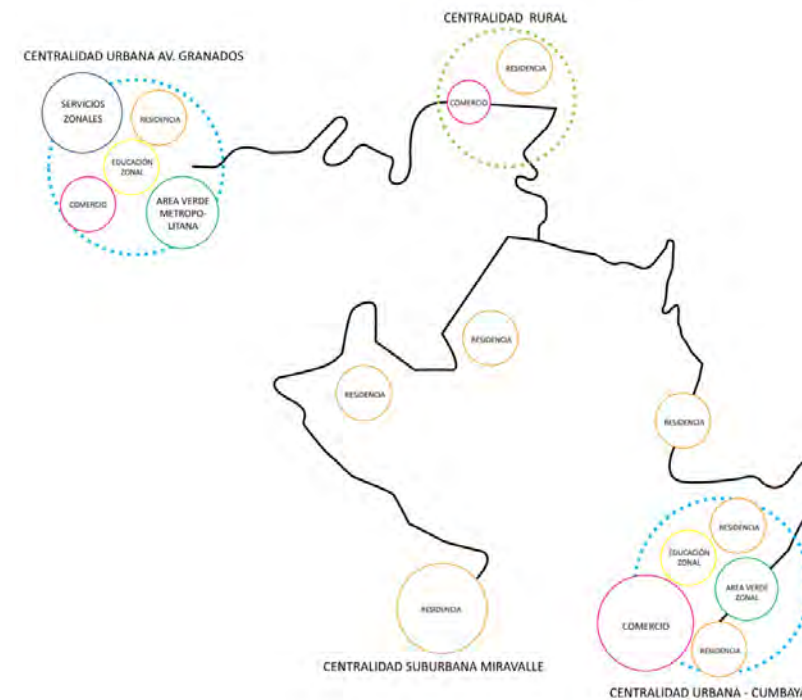 CENTRALIDAD RURAL
RESIDENCIA
COMERCIO
CENTRALIDAD URBANA AV. GRANADOS
SERVICIOS
ZONALES
RESIDENCIA
EDUCACIÓN
ZONAL
COMERCIO
AREA VERDE
METROPO-
LITANA
RESIDENCIA
RESIDENCIA
RESIDENCIA
RESIDENCIA
CENTRALIDAD SUBURBANA MIRAVALLE
RESIDENCIA
EDUCACIÓN
ZONAL
AREA VERDE
ZONAL
COMERCIO
RESIDENCIA
CENTRALIDAD URBANA - CUMBAYA